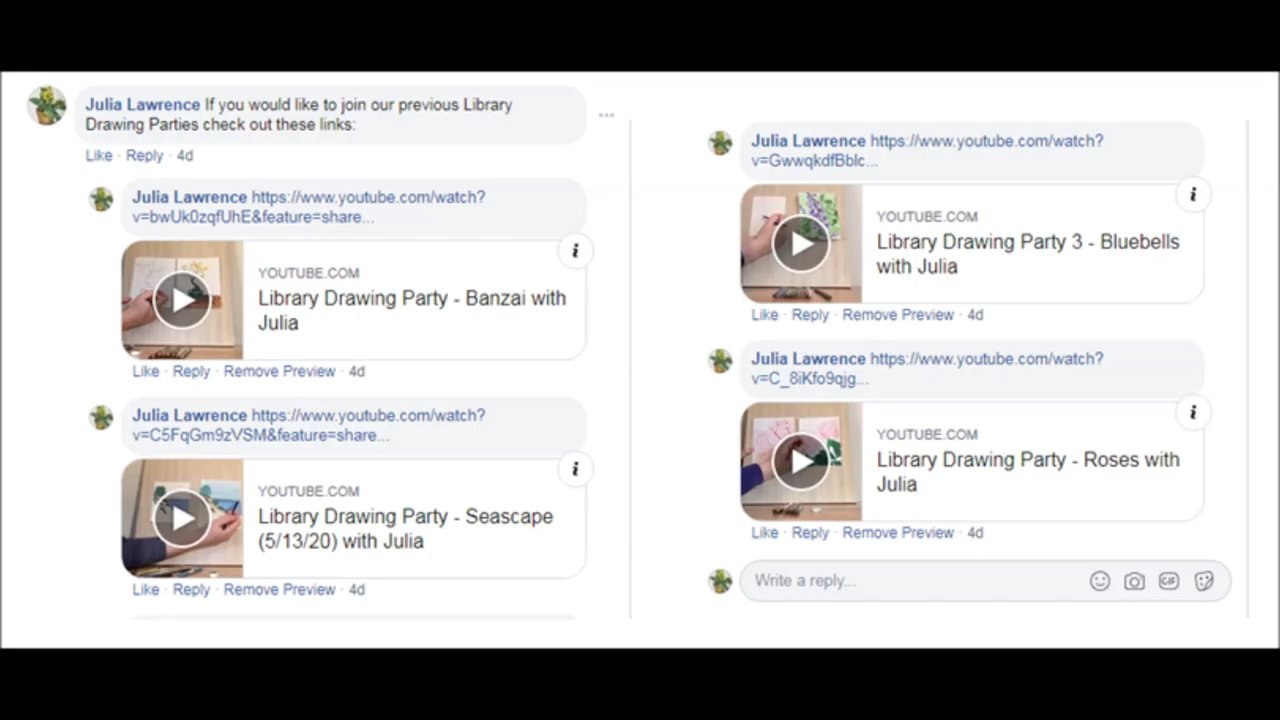 Julia Lawrence If you would like to join our previous Library
Drawing Parties check out these links:
Like · Reply · 4d
Julia Lawrence https://www.youtube.com/watch?
v=bwUk0zqfUhE&feature=share...
YOUTUBE.COM
Library Drawing Party - Banzai with
Julia
Like · Reply · Remove Preview · 4d
Julia Lawrence https://www.youtube.com/watch?
v=C5FqGm9zVSM&feature=share...
YOUTUBE.COM
Library Drawing Party - Seascape
(5/13/20) with Julia
Like · Reply · Remove Preview · 4d
Julia Lawrence https://www.youtube.com/watch?
v=GwwqkdfBblc...
YOUTUBE.COM
Library Drawing Party 3 - Bluebells
with Julia
Like · Reply · Remove Preview · 4d
Julia Lawrence https://www.youtube.com/watch?
v=C_8iKfo9qjg...
YOUTUBE.COM
Library Drawing Party - Roses with
Julia
Like · Reply · Remove Preview · 4d
Write a reply...
GIF